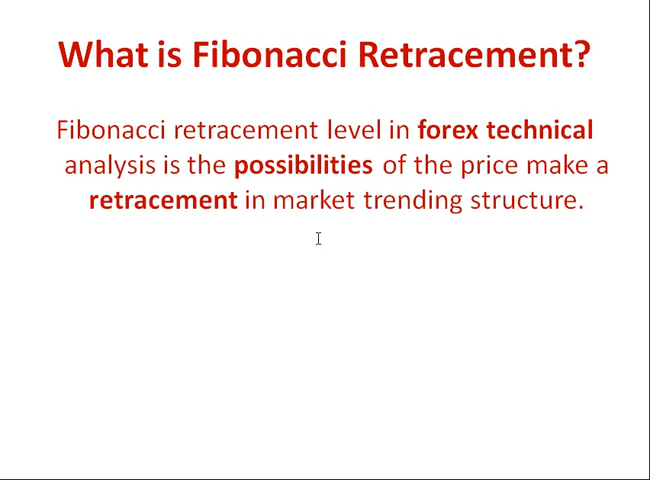 What is Fibonacci Retracement?
Fibonacci retracement level in forex technical
analysis is the possibilities of the price make a
retracement in market trending structure.